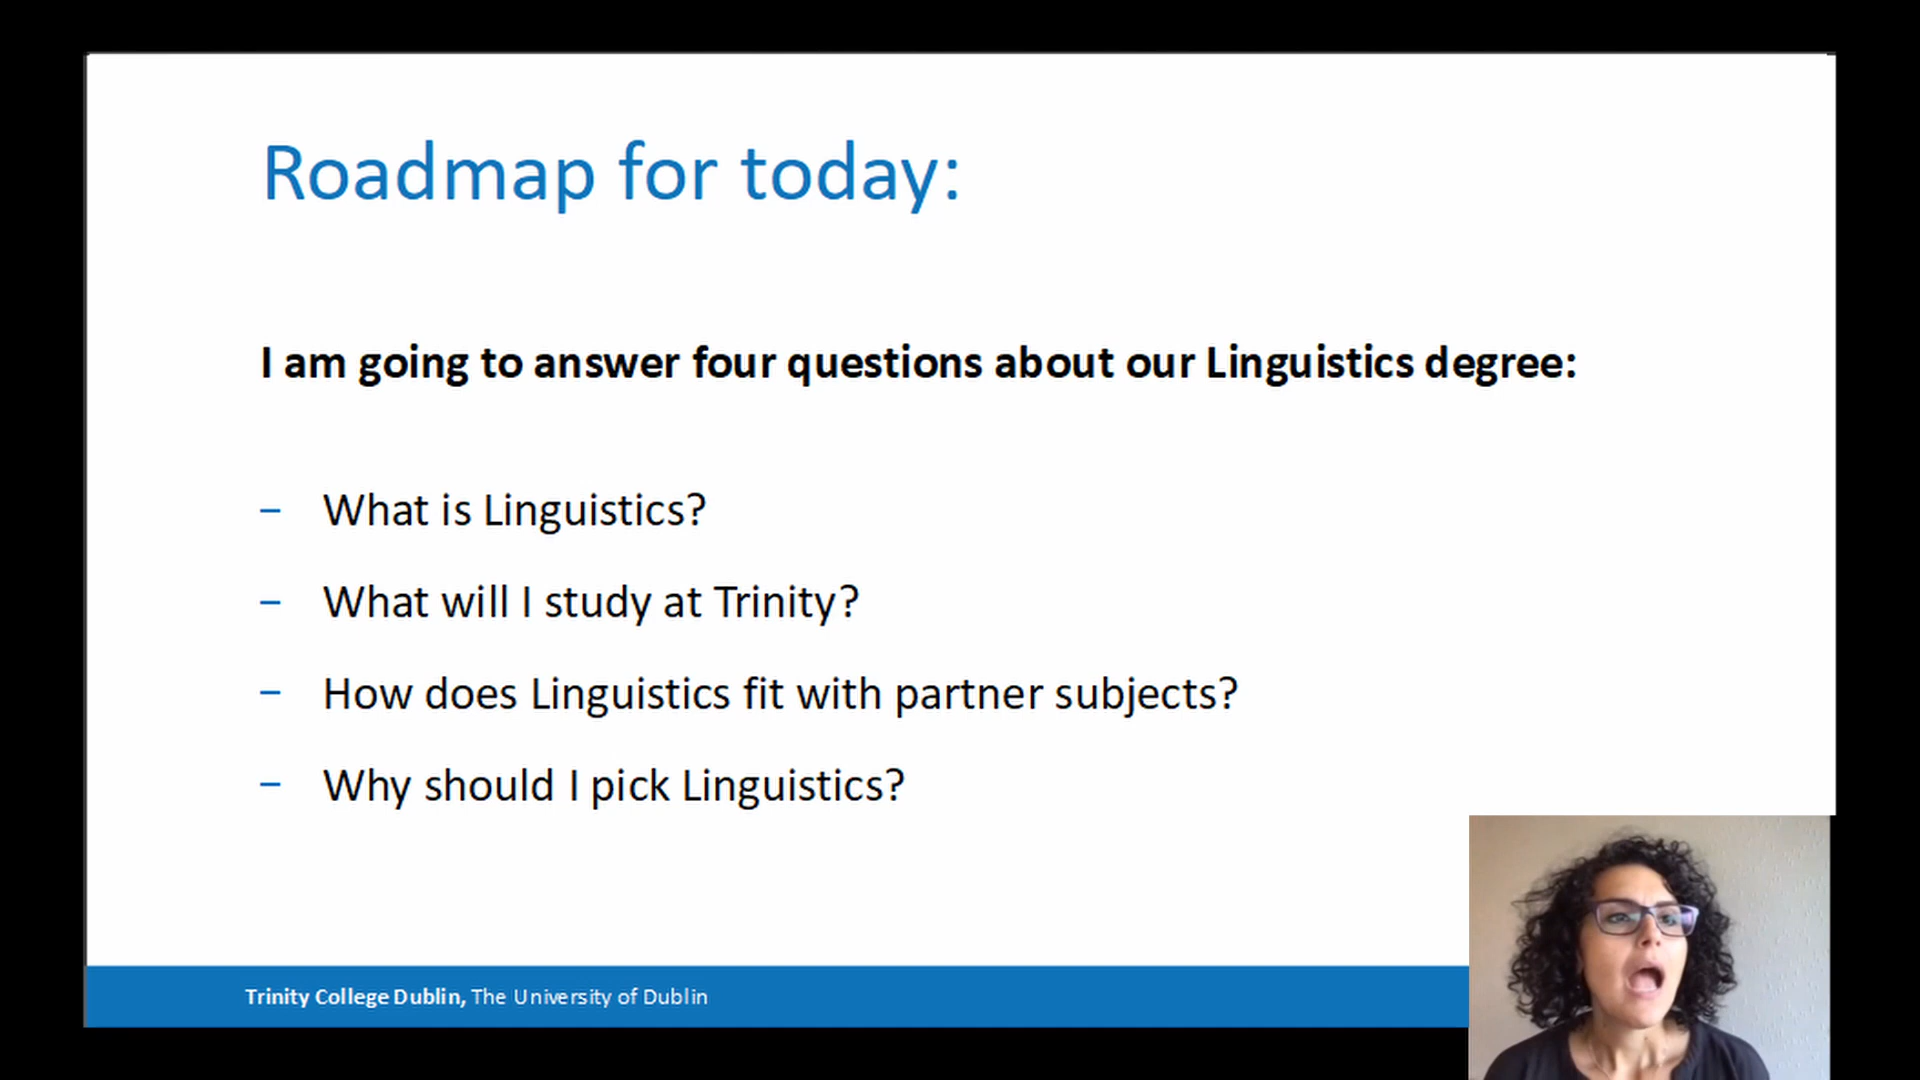 Roadmap for today:
I am going to answer four questions about our Linguistics degree:
– What is Linguistics?
– What will I study at Trinity?
– How does Linguistics fit with partner subjects?
– Why should I pick Linguistics?
Trinity College Dublin, The University of Dublin